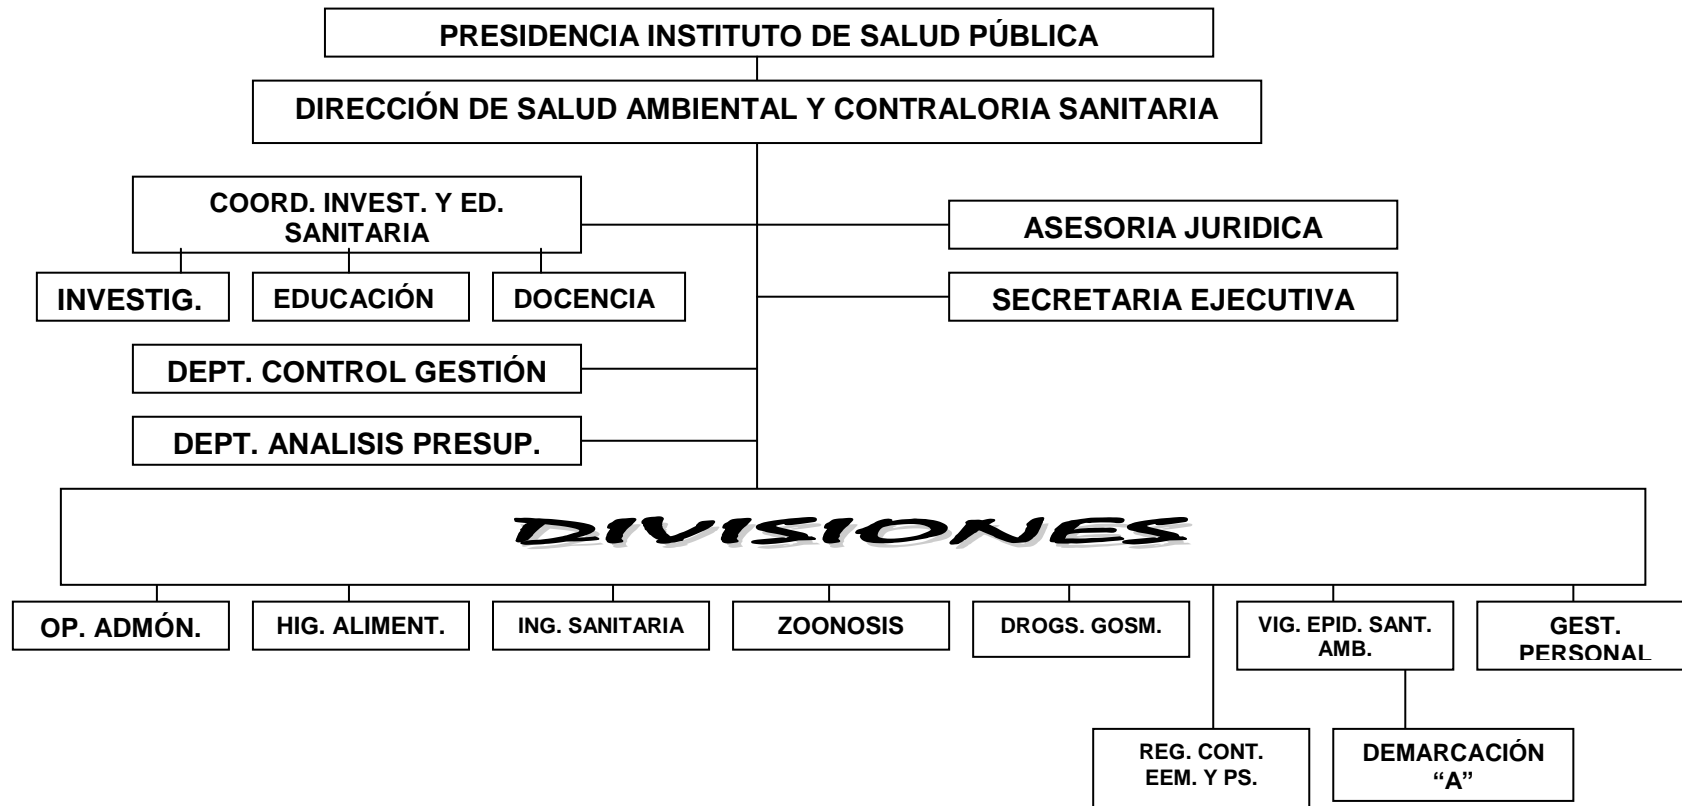 PRESIDENCIA INSTITUTO DE SALUD PÚBLICA
DIRECCIÓN DE SALUD AMBIENTAL Y CONTRALORIA SANITARIA
COORD. INVEST. Y ED.
SANITARIA
ASESORIA JURIDICA
INVESTIG.
EDUCACIÓN
DOCENCIA
SECRETARIA EJECUTIVA
DEPT. CONTROL GESTIÓN
DEPT. ANALISIS PRESUP.
DIVISIONES
OP. ADMÓN.
HIG. ALIMENT.
ING. SANITARIA
ZOONOSIS
DROGS. GOSM.
VIG. EPID. SANT.
AMB.
GEST.
PERSONAL
REG. CONT.
EEM. Y PS.
DEMARCACIÓN
“A”